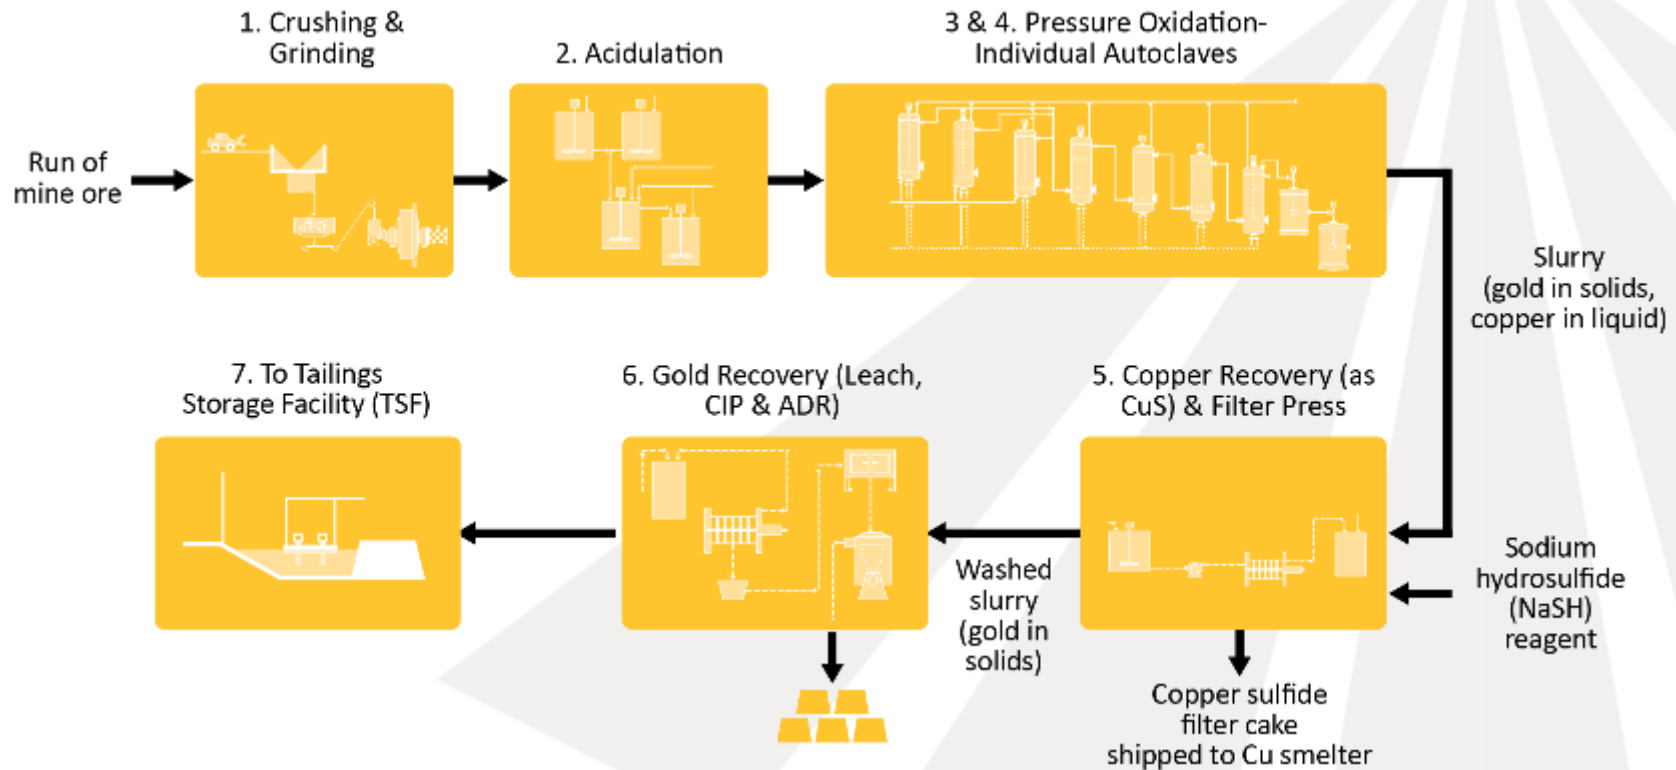 1. Crushing &
Grinding
2. Acidulation
3 & 4. Pressure Oxidation-
Individual Autoclaves
Run of
mine ore
Slurry
(gold in solids,
copper in liquid)
7. To Tailings
Storage Facility (TSF)
6. Gold Recovery (Leach,
CIP & ADR)
5. Copper Recovery (as
CuS) & Filter Press
Washed
slurry
(gold in
solids)
Sodium
hydrosulfide
(NaSH)
reagent
Copper sulfide
filter cake
shipped to Cu smelter